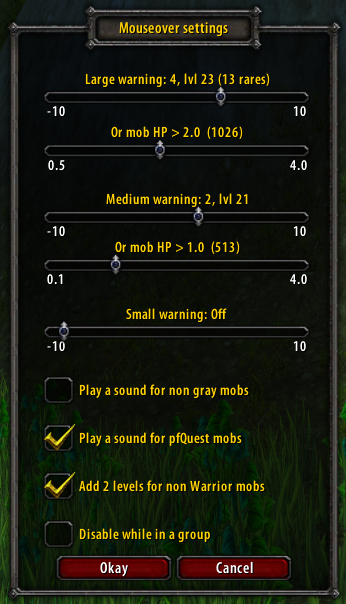 Mouseover settings
Large warning: 4, lvl 23 (13 rares)
-10 10
Or mob HP > 2.0 (1026)
0.5 4.0
Medium warning: 2, lvl 21
-10 10
Or mob HP > 1.0 (513)
0.1 4.0
Small warning: Off
-10 10
Play a sound for non gray mobs
Play a sound for pfQuest mobs
Add 2 levels for non Warrior mobs
Disable while in a group
Okay Cancel